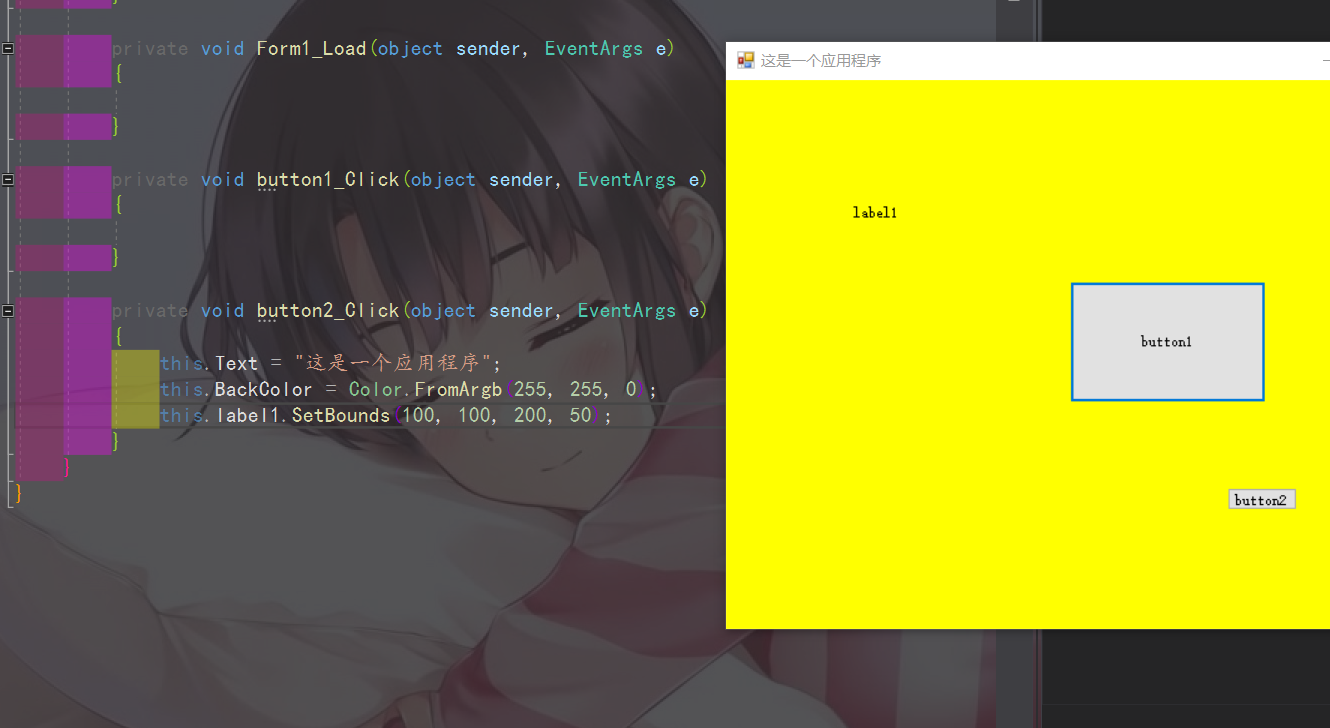 }
private void Form1_Load(object sender, EventArgs e)
{
}
private void button1_Click(object sender, EventArgs e)
{
}
private void button2_Click(object sender, EventArgs e)
{
this.Text = "这是一个应用程序";
this.BackColor = Color.FromArgb(255, 255, 0);
this.label1.SetBounds(100, 100, 200, 50);
}
}
}
这是一个应用程序
label1
button1
button2